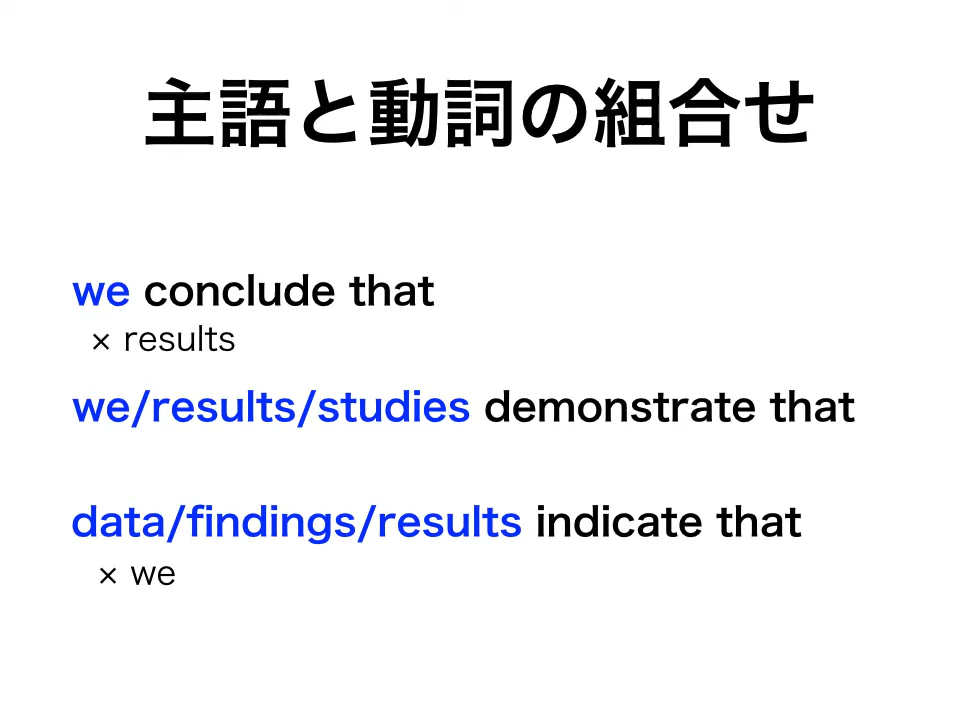 主語と動詞の組合せ
we conclude that
× results
we/results/studies demonstrate that
data/findings/results indicate that
× we